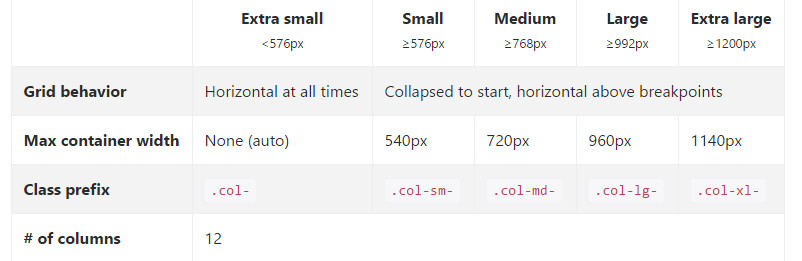 Extra small Small Medium Large Extra large
<576px ≥576px ≥768px ≥992px ≥1200px
Grid behavior Horizontal at all times Collapsed to start, horizontal above breakpoints
Max container width None (auto) 540px 720px 960px 1140px
Class prefix .col- .col-sm- .col-md- .col-lg- .col-xl-
# of columns 12